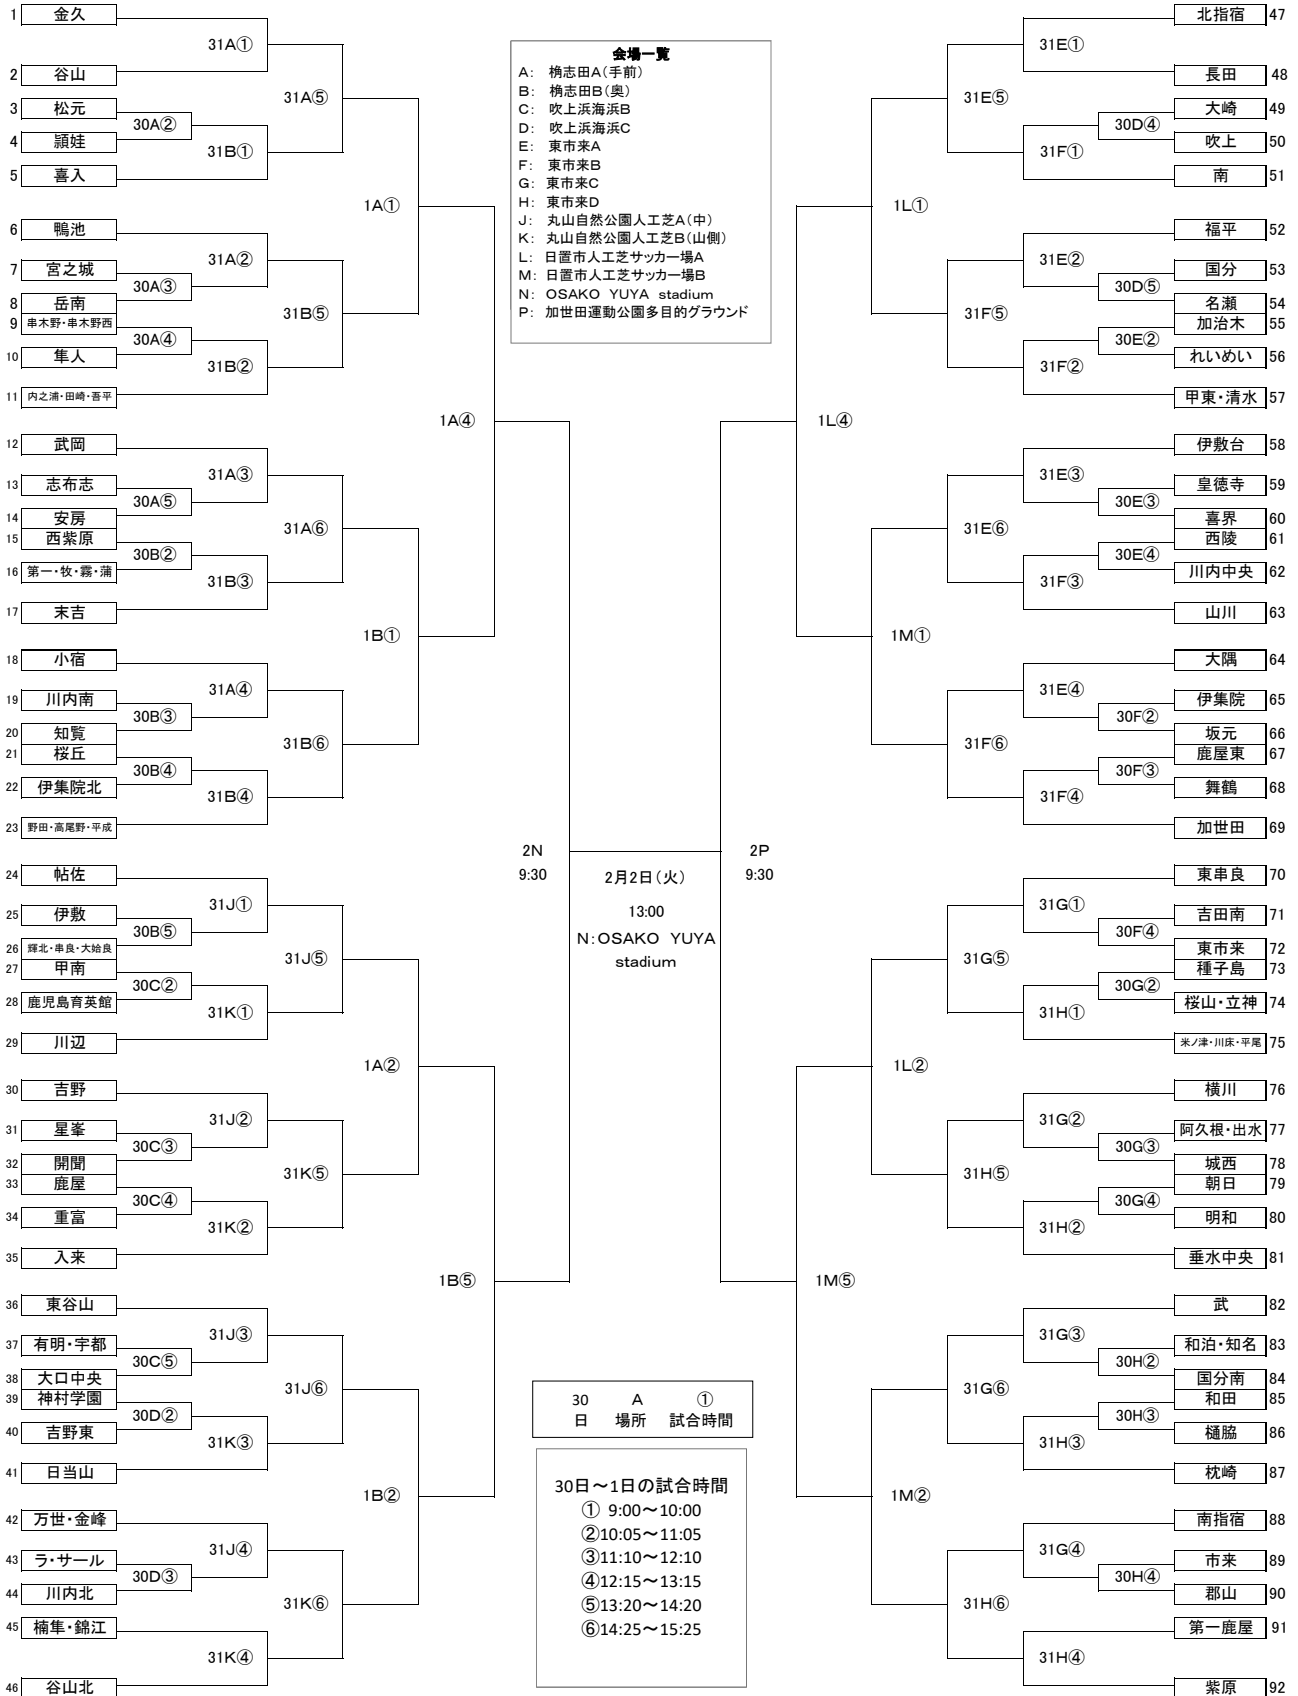 1 金久
31A①
2 谷山
31A⑤
3 松元
30A②
4 頴娃
31B①
5 喜入
1A①
6 鴨池
31A②
7 宮之城
30A③
8 岳南
31B⑤
9 串木野・串木野西
30A④
10 隼人
31B②
11 内之浦・田崎・吾平
1A④
12 武岡
31A③
13 志布志
30A⑤
14 安房
31A⑥
15 西紫原
30B②
16 第一・牧・霧・蒲
31B③
17 末吉
1B①
18 小宿
31A④
19 川内南
30B③
20 知覧
31B⑥
21 桜丘
30B④
22 伊集院北
31B④
23 野田・高尾野・平成
2N
9:30
24 帖佐
31J①
25 伊敷
30B⑤
26 輝北・串良・大姶良
31J⑤
27 甲南
30C②
28 鹿児島育英館
31K①
29 川辺
1A②
30 吉野
31J②
31 星峯
30C③
32 開聞
31K⑤
33 鹿屋
30C④
34 重富
31K②
35 入来
1B⑤
36 東谷山
31J③
37 有明・宇都
30C⑤
38 大口中央
31J⑥
39 神村学園
30D②
40 吉野東
31K③
41 日当山
1B②
42 万世・金峰
31J④
43 ラ・サール
30D③
44 川内北
31K⑥
45 楠隼・錦江
31K④
46 谷山北
会場一覧
A： 桷志田A（手前）
B： 桷志田B（奥）
C： 吹上浜海浜B
D： 吹上浜海浜C
E： 東市来A
F： 東市来B
G： 東市来C
H： 東市来D
J： 丸山自然公園人工芝A（中）
K： 丸山自然公園人工芝B（山側）
L： 日置市人工芝サッカー場A
M： 日置市人工芝サッカー場B
N： OSAKO YUYA stadium
P： 加世田運動公園多目的グラウンド
2月2日（火）
13:00
N：OSAKO YUYA
stadium
30 A ①
日 場所 試合時間
30日～1日の試合時間
① 9:00～10:00
②10:05～11:05
③11:10～12:10
④12:15～13:15
⑤13:20～14:20
⑥14:25～15:25
北指宿 47
31E①
長田 48
31E⑤
大崎 49
30D④
吹上 50
31F①
南 51
1L①
福平 52
31E②
国分 53
30D⑤
名瀬 54
31F⑤
加治木 55
30E②
れいめい 56
31F②
甲東・清水 57
1L④
伊敷台 58
31E③
皇徳寺 59
30E③
喜界 60
31E⑥
西陵 61
30E④
川内中央 62
31F③
山川 63
1M①
大隅 64
31E④
伊集院 65
30F②
坂元 66
31F⑥
鹿屋東 67
30F③
舞鶴 68
31F④
加世田 69
2P
9:30
東串良 70
31G①
吉田南 71
30F④
東市来 72
31G⑤
種子島 73
30G②
桜山・立神 74
31H①
米ノ津・川床・平尾 75
1L②
横川 76
31G②
阿久根・出水 77
30G③
城西 78
31H⑤
朝日 79
30G④
明和 80
31H②
垂水中央 81
1M⑤
武 82
31G③
和泊・知名 83
30H②
国分南 84
31G⑥
和田 85
30H③
樋脇 86
31H③
枕崎 87
1M②
南指宿 88
31G④
市来 89
30H④
郡山 90
31H⑥
第一鹿屋 91
31H④
紫原 92